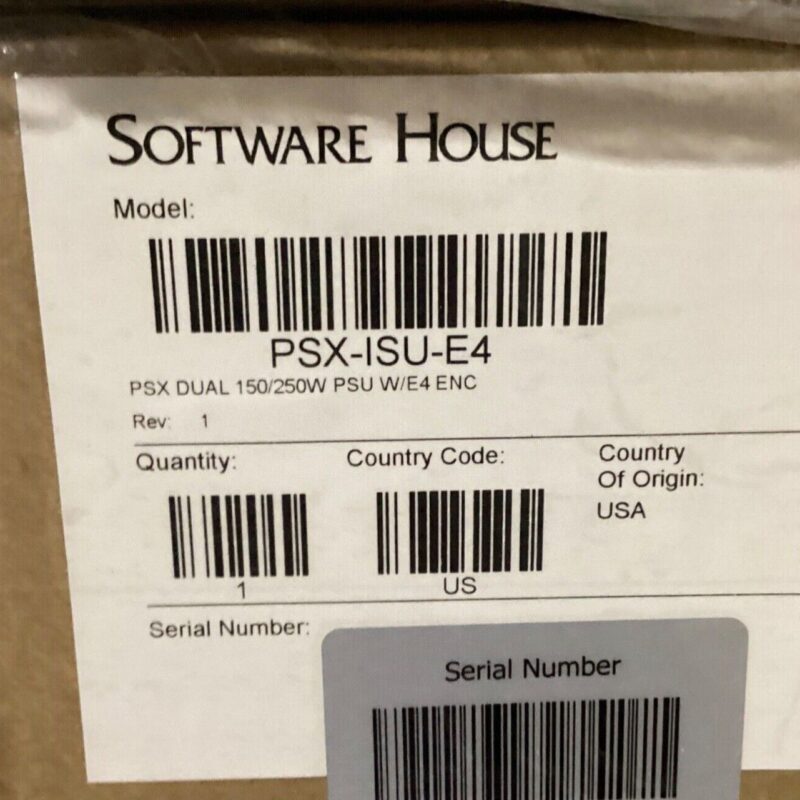 SOFTWARE HOUSE
Model:
PSX-ISU-E4
PSX DUAL 150/250W PSU W/E4 ENC
Rev: 1
Quantity:
1
Country Code:
US
Country
Of Origin:
USA
Serial Number:
Serial Number